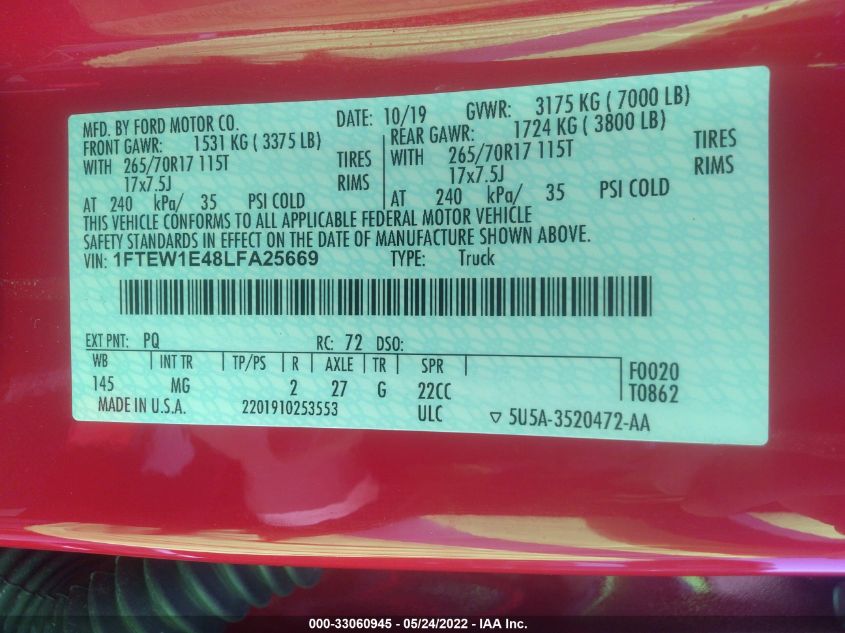 MFD. BY FORD MOTOR CO. DATE: 10/19 GVWR: 3175 KG ( 7000 LB)
FRONT GAWR: 1531 KG ( 3375 LB) REAR GAWR: 1724 KG ( 3800 LB)
WITH 265/70R17 115T TIRES WITH 265/70R17 115T TIRES
17x7.5J RIMS 17x7.5J RIMS
AT 240 kPa/ 35 PSI COLD AT 240 kPa/ 35 PSI COLD
THIS VEHICLE CONFORMS TO ALL APPLICABLE FEDERAL MOTOR VEHICLE
SAFETY STANDARDS IN EFFECT ON THE DATE OF MANUFACTURE SHOWN ABOVE.
VIN: 1FTEW1E48LFA25669 TYPE: Truck
EXT PNT: PQ RC: 72 DSO:
WB INT TR TP/PS R AXLE TR SPR F0020
145 MG 2 27 G 22CC T0862
MADE IN U.S.A. 2201910253553 ULC ▽ 5U5A-3520472-AA
000-33060945 - 05/24/2022 - IAA Inc.